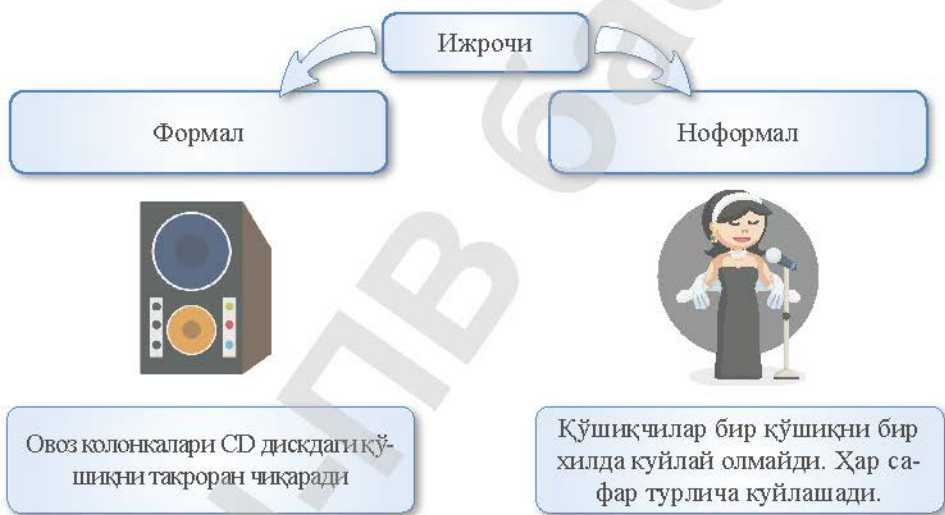 Ижрочи
Формал
Ноформал
Овоз колонкалари CD дискдаги қў-
шиқни такроран чиқаради
Қўшиқчилар бир қўшиқни бир
хилда куйлай олмайди. Ҳар са-
фар турлича куйлашади.